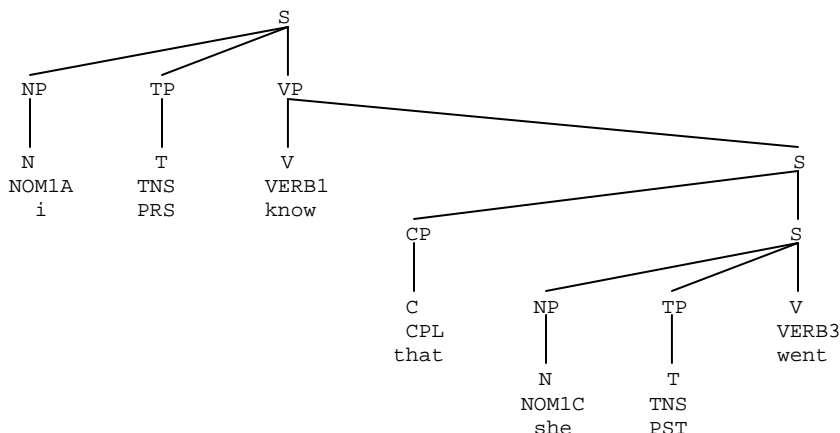 S
NP TP VP
N T V S
NOM1A TNS VERB1
i PRS know
CP S
C NP TP V
CPL VERB3
that went
N T
NOM1C TNS
she PST